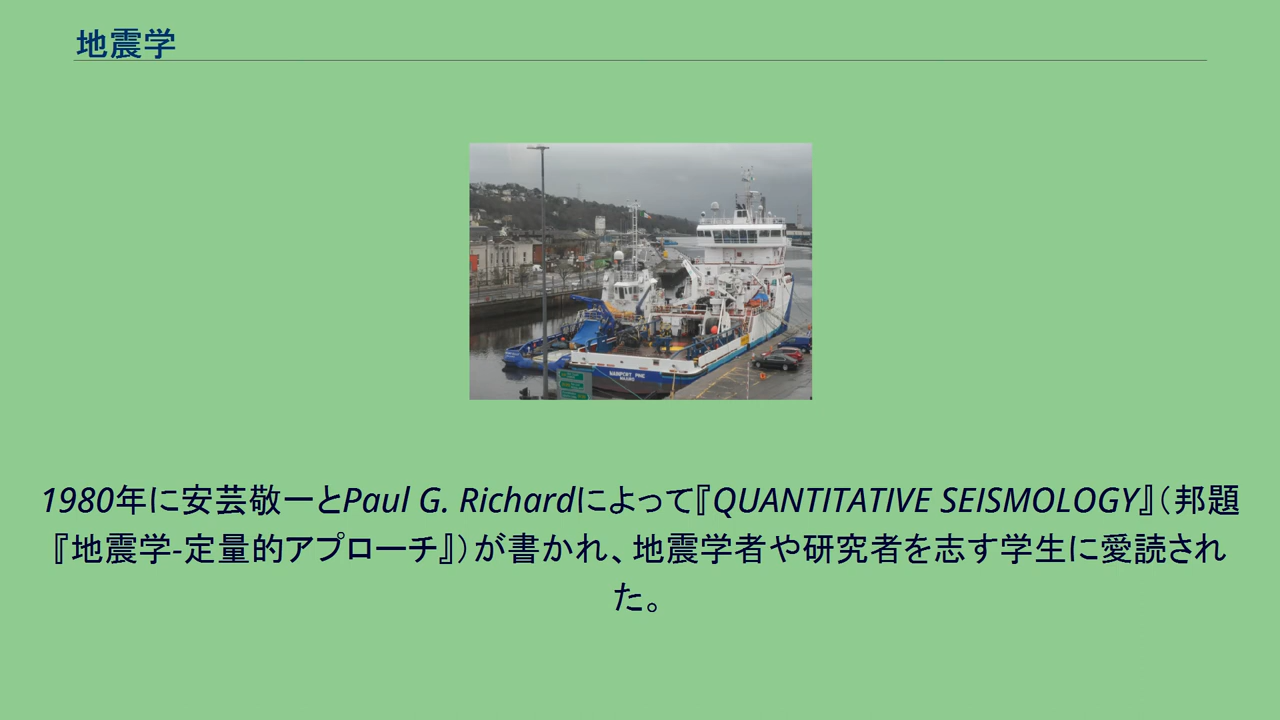 地震学
MAINPORT PINE
1980年に安芸敬一とPaul G. Richardによって『QUANTITATIVE SEISMOLOGY』（邦題
『地震学-定量的アプローチ』）が書かれ、地震学者や研究者を志す学生に愛読され
た。